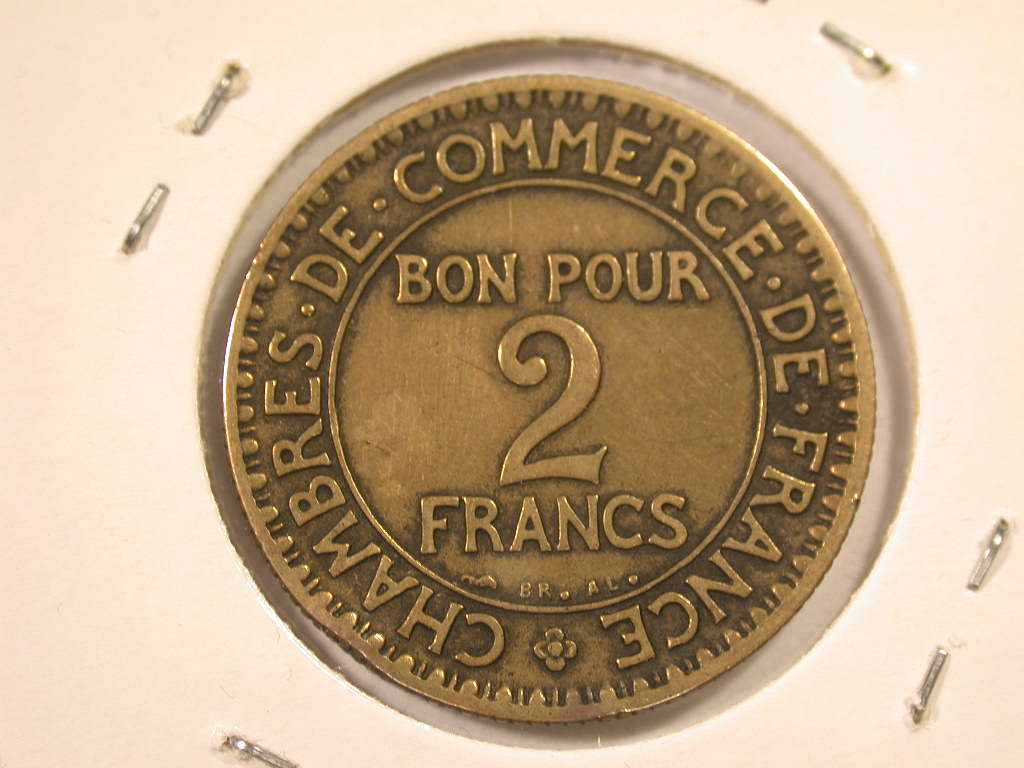 CHAMBRES · DE · COMMERCE · DE · FRANCE
BON POUR
2
FRANCS
BR. AL.